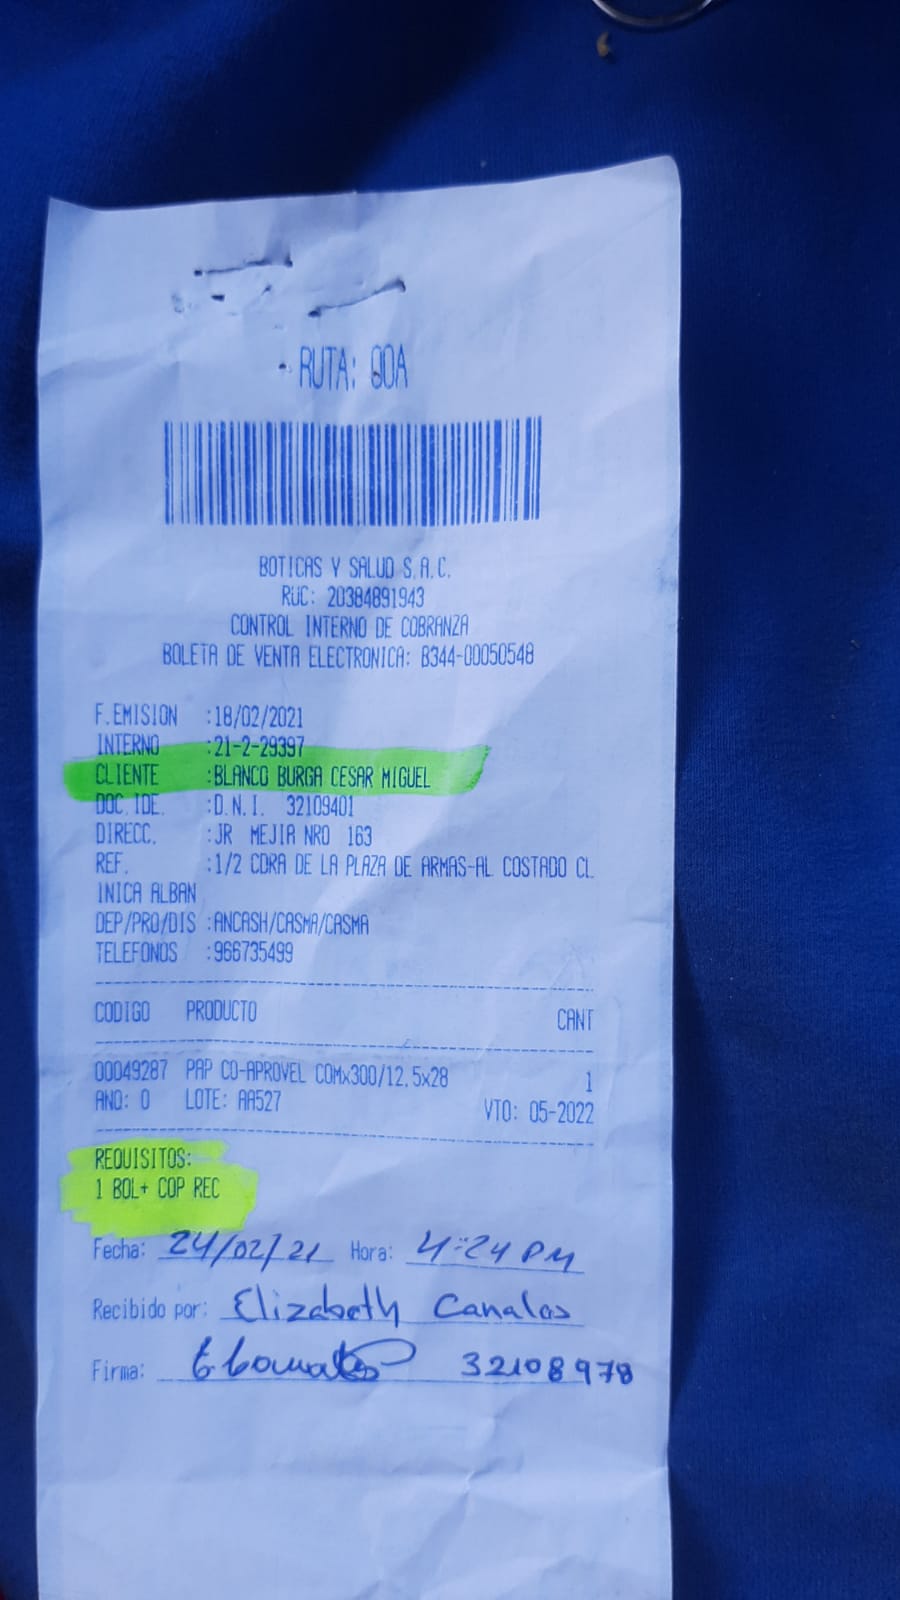 RUTA: 00A
BOTICAS Y SALUD S.A.C.
RUC: 20384891943
CONTROL INTERNO DE COBRANZA
BOLETA DE VENTA ELECTRONICA: B344-00050548
F.EMISION :18/02/2021
INTERNO :21-2-29397
CLIENTE :BLANCO BURGA CESAR MIGUEL
DOC.IDE. :D.N.I. 32109401
DIRECC. :JR MEJIA NRO 163
REF. :1/2 CDRA DE LA PLAZA DE ARMAS-AL COSTADO CL
INICA ALBAN
DEP/PRO/DIS :ANCASH/CASMA/CASMA
TELEFONOS :966735499
CODIGO PRODUCTO CANT
00049287 PAP CO-APROVEL COMx300/12.5x28 1
ANO: 0 LOTE: AA527 VTO: 05-2022
REQUISITOS:
1 BOL+ COP REC
Fecha: 24/02/21 Hora: 4:24 PM
Recibido por: Elizabeth Canalas
Firma: 32108978